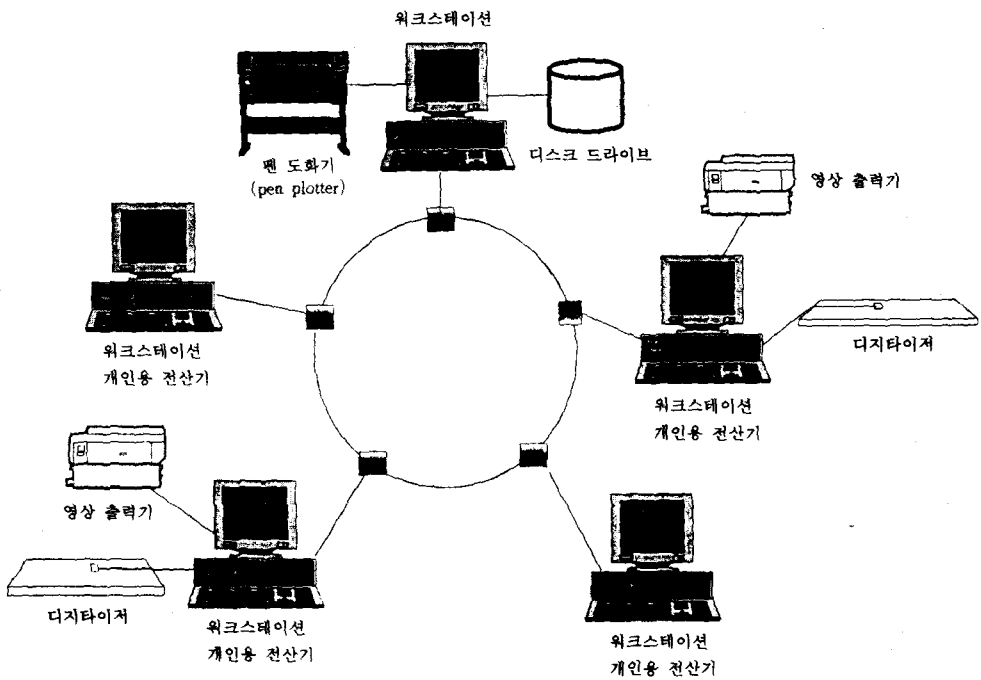 워크스테이션
펜 도화기
(pen plotter)
디스크 드라이브
영상 출력기
워크스테이션
개인용 전산기
디지타이저
워크스테이션
개인용 전산기
영상 출력기
디지타이저
워크스테이션
개인용 전산기
워크스테이션
개인용 전산기